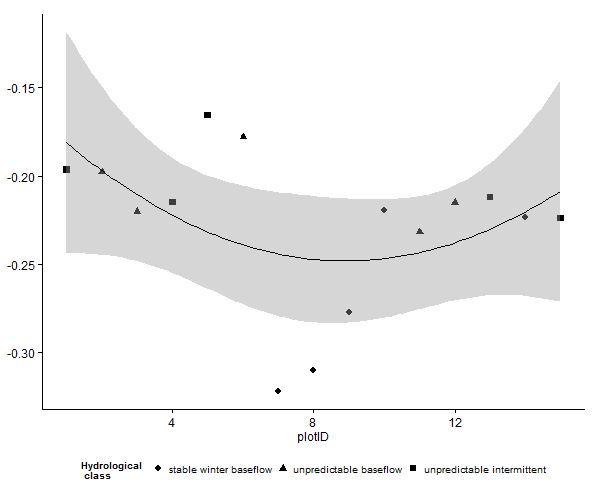 -0.15
-0.20
-0.25
-0.30
4
8
12
plotID
Hydrological
class
stable winter baseflow
unpredictable baseflow
unpredictable intermittent